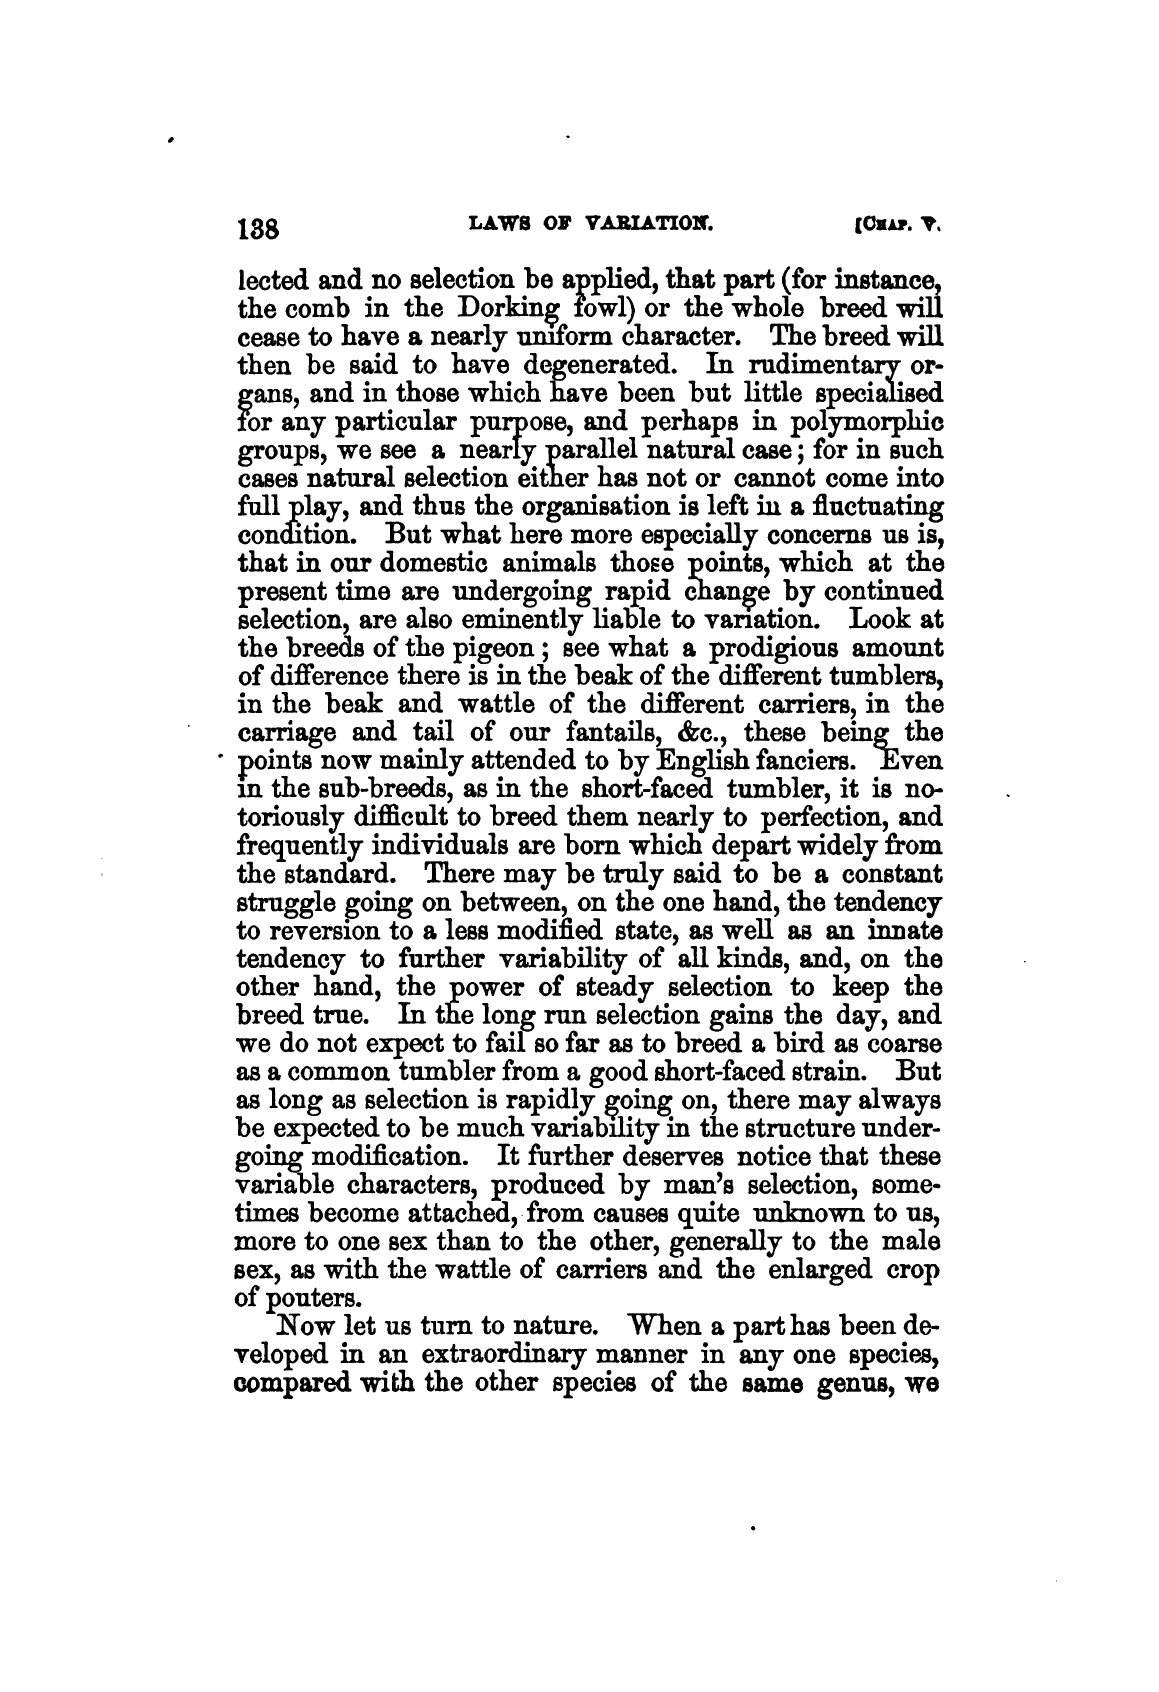 138 LAWS OF VARIATION. [CHAP. V.
lected and no selection be applied, that part (for instance,
the comb in the Dorking fowl) or the whole breed will
cease to have a nearly uniform character. The breed will
then be said to have degenerated. In rudimentary or-
gans, and in those which have been but little specialised
for any particular purpose, and perhaps in polymorphic
groups, we see a nearly parallel natural case; for in such
cases natural selection either has not or cannot come into
full play, and thus the organisation is left in a fluctuating
condition. But what here more especially concerns us is,
that in our domestic animals those points, which at the
present time are undergoing rapid change by continued
selection, are also eminently liable to variation. Look at
the breeds of the pigeon; see what a prodigious amount
of difference there is in the beak of the different tumblers,
in the beak and wattle of the different carriers, in the
carriage and tail of our fantails, &c., these being the
points now mainly attended to by English fanciers. Even
in the sub-breeds, as in the short-faced tumbler, it is no-
toriously difficult to breed them nearly to perfection, and
frequently individuals are born which depart widely from
the standard. There may be truly said to be a constant
struggle going on between, on the one hand, the tendency
to reversion to a less modified state, as well as an innate
tendency to further variability of all kinds, and, on the
other hand, the power of steady selection to keep the
breed true. In the long run selection gains the day, and
we do not expect to fail so far as to breed a bird as coarse
as a common tumbler from a good short-faced strain. But
as long as selection is rapidly going on, there may always
be expected to be much variability in the structure under-
going modification. It further deserves notice that these
variable characters, produced by man's selection, some-
times become attached, from causes quite unknown to us,
more to one sex than to the other, generally to the male
sex, as with the wattle of carriers and the enlarged crop
of pouters.
Now let us turn to nature. When a part has been de-
veloped in an extraordinary manner in any one species,
compared with the other species of the same genus, we